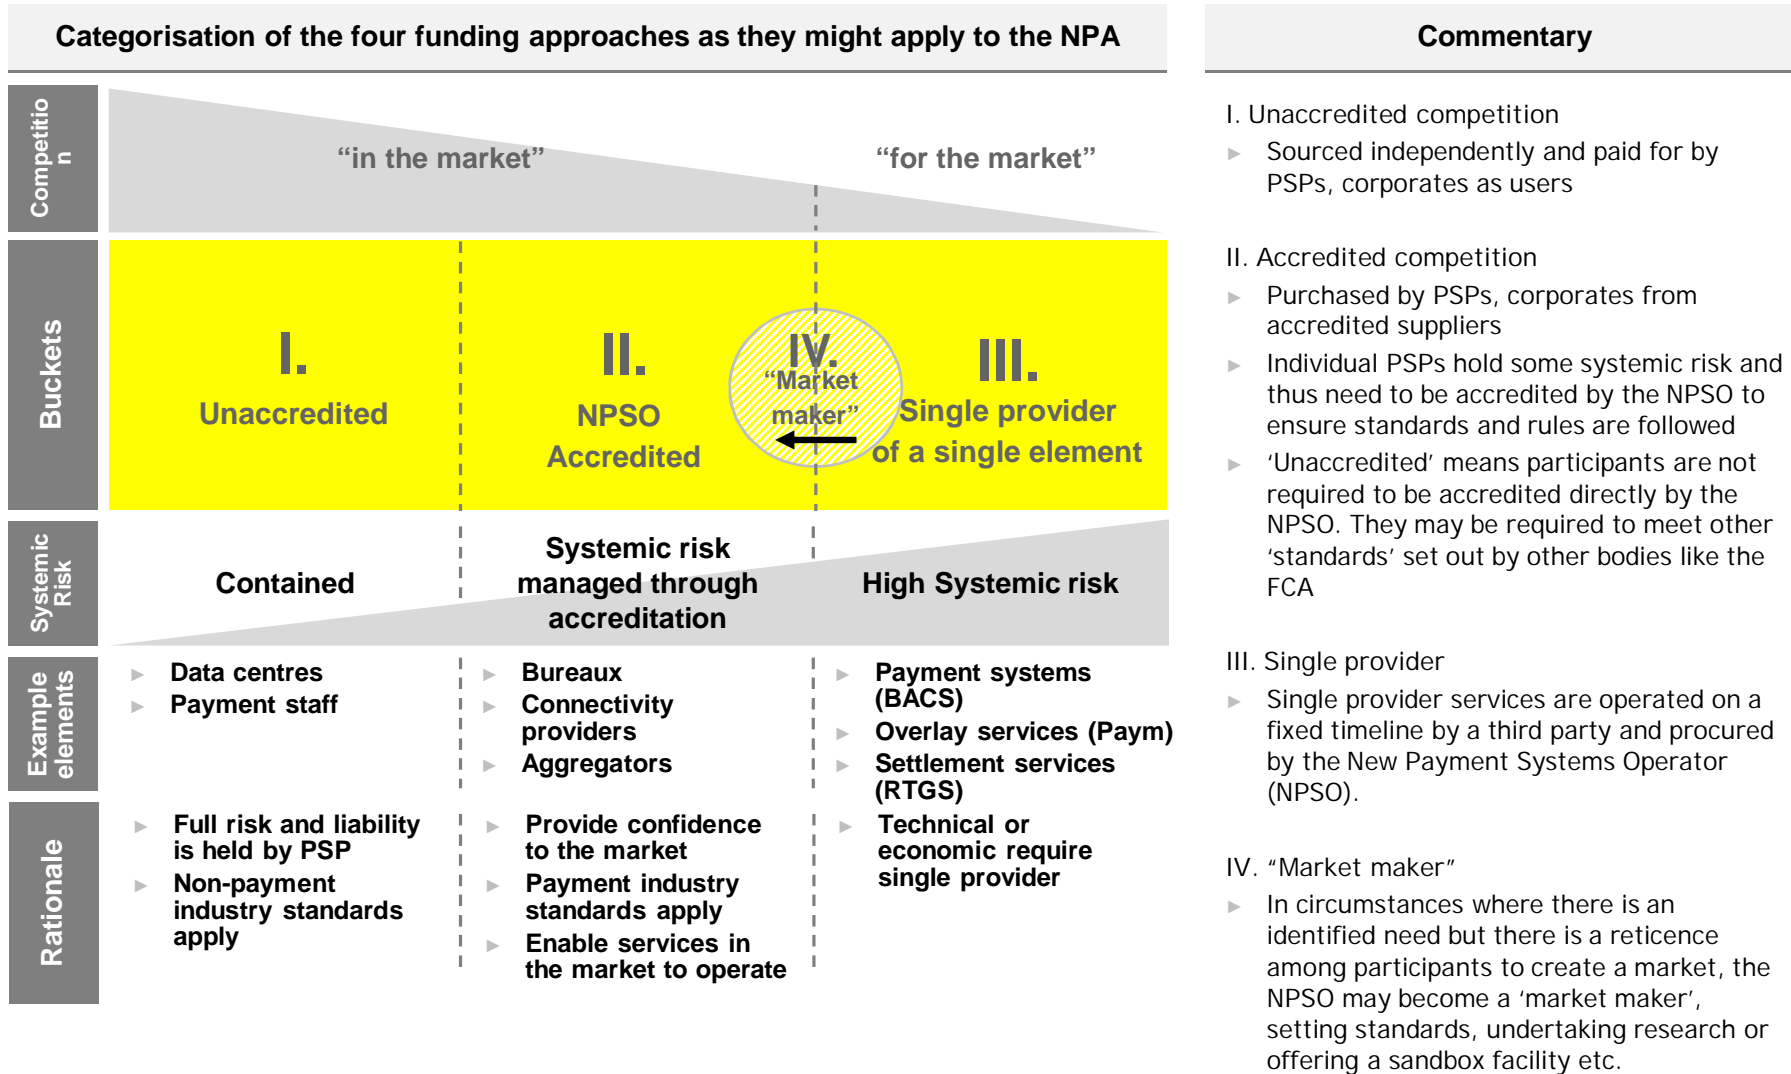 Categorisation of the four funding approaches as they might apply to the NPA
Competitio
n
“in the market”
“for the market”
Buckets
I.
Unaccredited
II.
NPSO
Accredited
IV.
“Market
maker”
III.
Single provider
of a single element
Systemic
Risk
Contained
Systemic risk
managed through
accreditation
High Systemic risk
Example
elements
► Data centres
► Payment staff
► Bureaux
► Connectivity
providers
► Aggregators
► Payment systems
(BACS)
► Overlay services (Paym)
► Settlement services
(RTGS)
Rationale
► Full risk and liability
is held by PSP
► Non-payment
industry standards
apply
► Provide confidence
to the market
► Payment industry
standards apply
► Enable services in
the market to operate
► Technical or
economic require
single provider
Commentary
I. Unaccredited competition
► Sourced independently and paid for by
PSPs, corporates as users
II. Accredited competition
► Purchased by PSPs, corporates from
accredited suppliers
► Individual PSPs hold some systemic risk and
thus need to be accredited by the NPSO to
ensure standards and rules are followed
► ‘Unaccredited’ means participants are not
required to be accredited directly by the
NPSO. They may be required to meet other
‘standards’ set out by other bodies like the
FCA
III. Single provider
► Single provider services are operated on a
fixed timeline by a third party and procured
by the New Payment Systems Operator
(NPSO).
IV. “Market maker”
► In circumstances where there is an
identified need but there is a reticence
among participants to create a market, the
NPSO may become a ‘market maker’,
setting standards, undertaking research or
offering a sandbox facility etc.